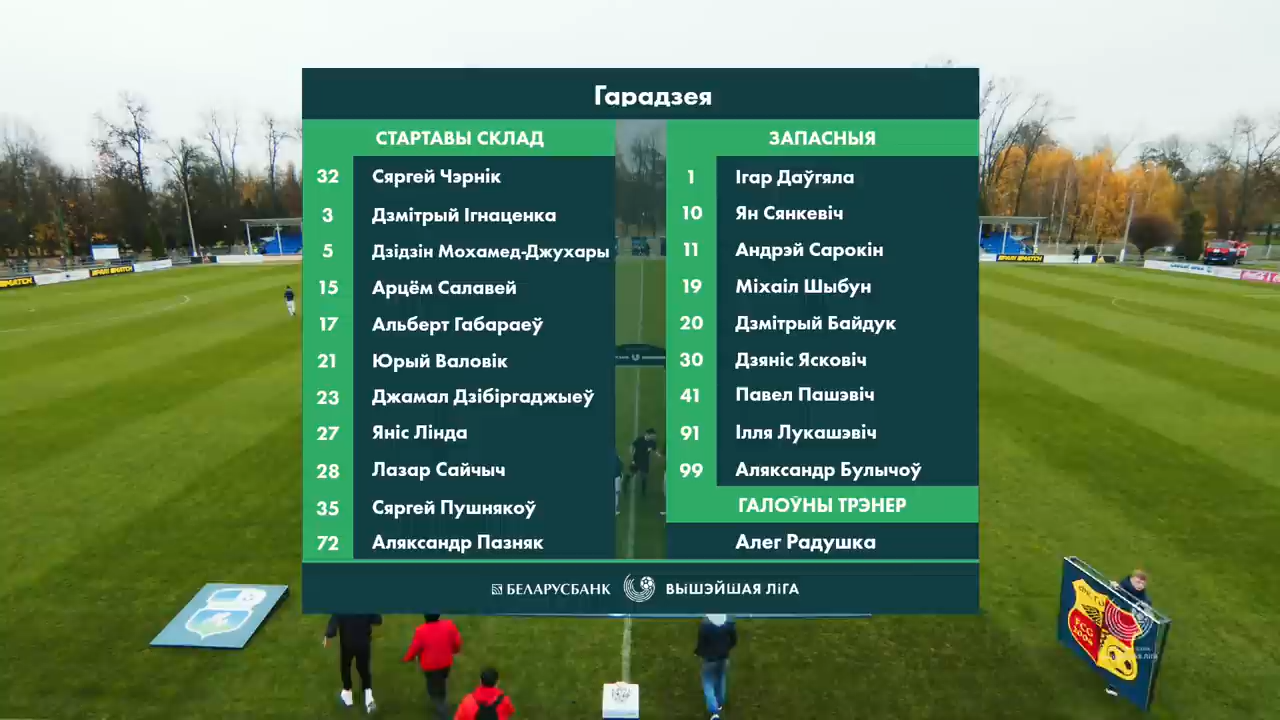 Гарадзея
СТАРТАВЫ СКЛАД
32 Сяргей Чэрнік
3 Дзмітрый Ігнаценка
5 Дзідзін Мохамед-Джухары
15 Арцём Салавей
17 Альберт Габараеў
21 Юрый Валовік
23 Джамал Дзібіргаджыеў
27 Яніс Лінда
28 Лазар Сайчыч
35 Сяргей Пушнякоў
72 Аляксандр Пазняк
ЗАПАСНЫЯ
1 Ігар Даўгяла
10 Ян Сянкевіч
11 Андрэй Сарокін
19 Міхаіл Шыбун
20 Дзмітрый Байдук
30 Дзяніс Ясковіч
41 Павел Пашэвіч
91 Ілля Лукашэвіч
99 Аляксандр Булычоў
ГАЛОЎНЫ ТРЭНЕР
Алег Радушка
БЕЛАРУСБАНК ВЫШЭЙШАЯ ЛІГА
FCG
2004